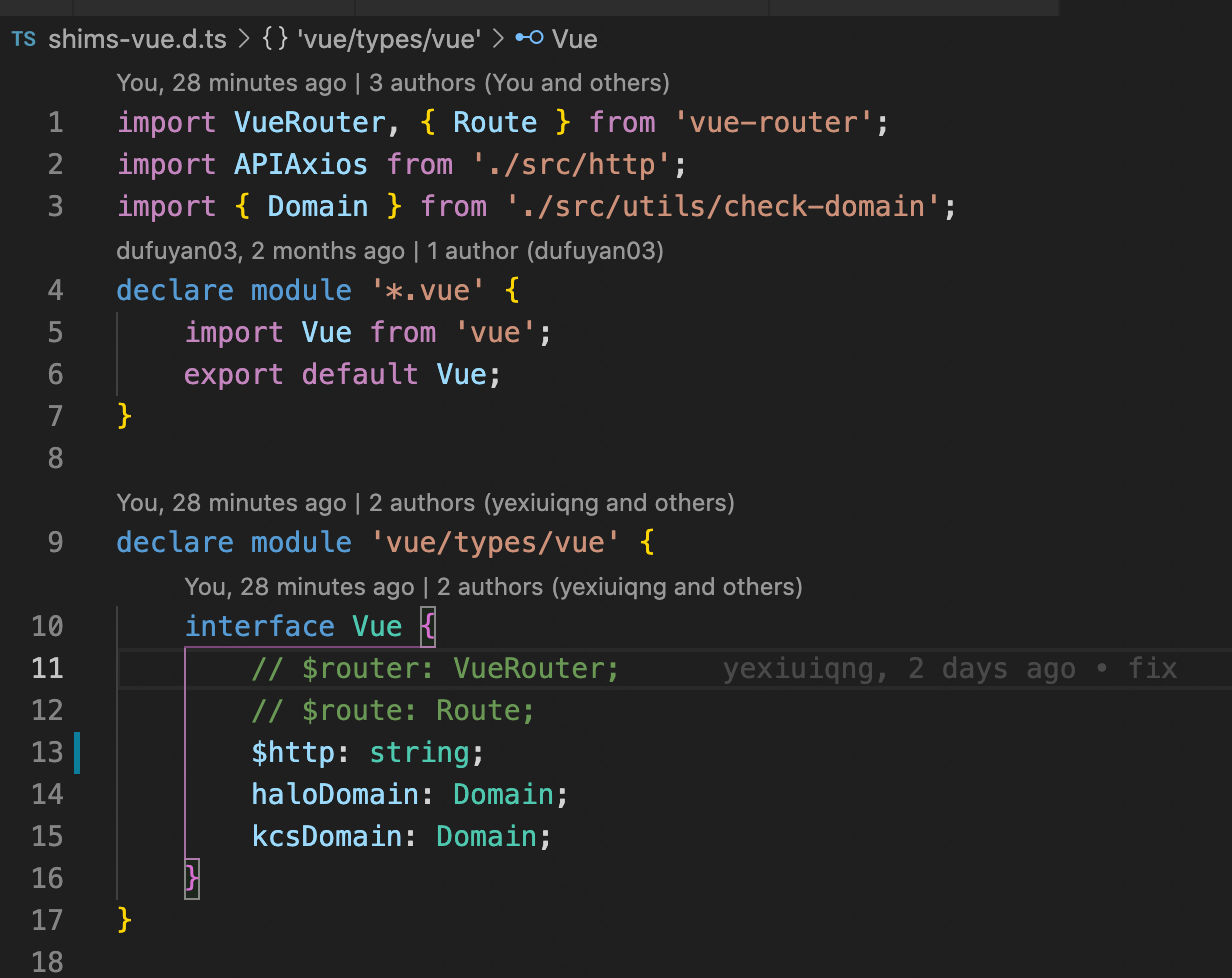 TS shims-vue.d.ts > {} 'vue/types/vue' > Vue
You, 28 minutes ago | 3 authors (You and others)
1 import VueRouter, { Route } from 'vue-router';
2 import APIAxios from './src/http';
3 import { Domain } from './src/utils/check-domain';
dufuyan03, 2 months ago | 1 author (dufuyan03)
4 declare module '*.vue' {
5 import Vue from 'vue';
6 export default Vue;
7 }
8
You, 28 minutes ago | 2 authors (yexiuiqng and others)
9 declare module 'vue/types/vue' {
You, 28 minutes ago | 2 authors (yexiuiqng and others)
10 interface Vue {
11 // $router: VueRouter; yexiuiqng, 2 days ago • fix
12 // $route: Route;
13 $http: string;
14 haloDomain: Domain;
15 kcsDomain: Domain;
16 }
17 }
18